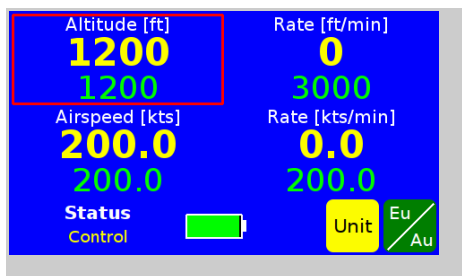 Altitude [ft] Rate [ft/min]
1200 0
1200 3000
Airspeed [kts] Rate [kts/min]
200.0 0.0
200.0 200.0
Status
Control
Unit
Eu
Au